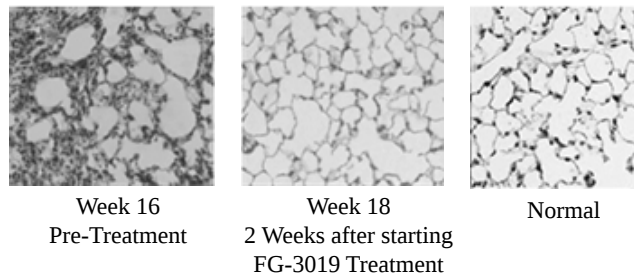 Week 16
Pre-Treatment
Week 18
2 Weeks after starting
FG-3019 Treatment
Normal